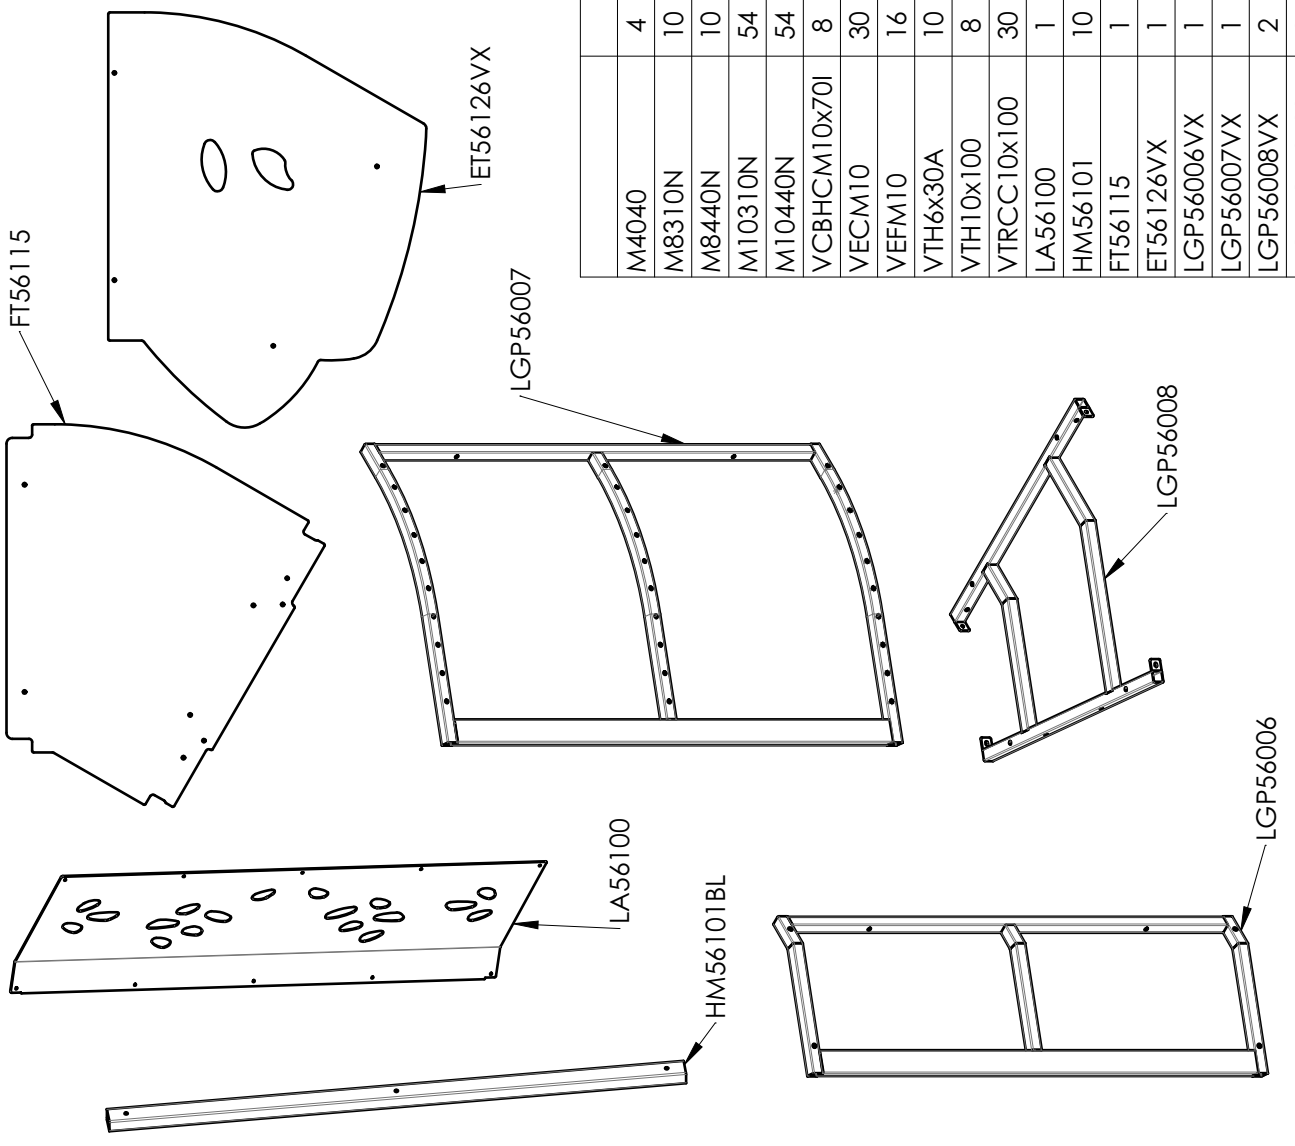 FT56115
ET56126VX
LGP56007
LA56100
HM56101BL
LGP56008
LGP56006
M4040 4
M8310N 10
M8440N 10
M10310N 54
M10440N 54
VCBHCM10x70I 8
VECM10 30
VEFM10 16
VTH6x30A 10
VTH10x100 8
VTRCC10x100 30
LA56100 1
HM56101 10
FT56115 1
ET56126VX 1
LGP56006VX 1
LGP56007VX 1
LGP56008VX 2